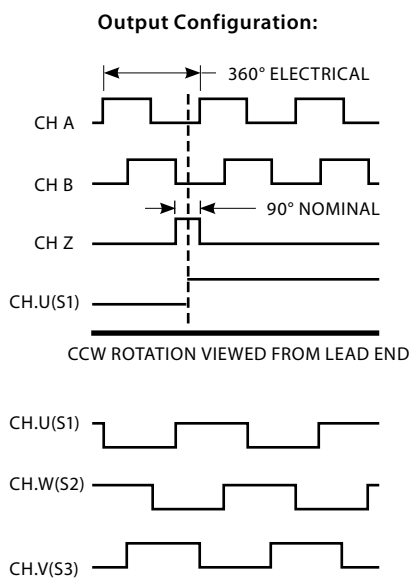 Output Configuration:
360° ELECTRICAL
CH A
CH B
90° NOMINAL
CH Z
CH.U(S1)
CCW ROTATION VIEWED FROM LEAD END
CH.U(S1)
CH.W(S2)
CH.V(S3)